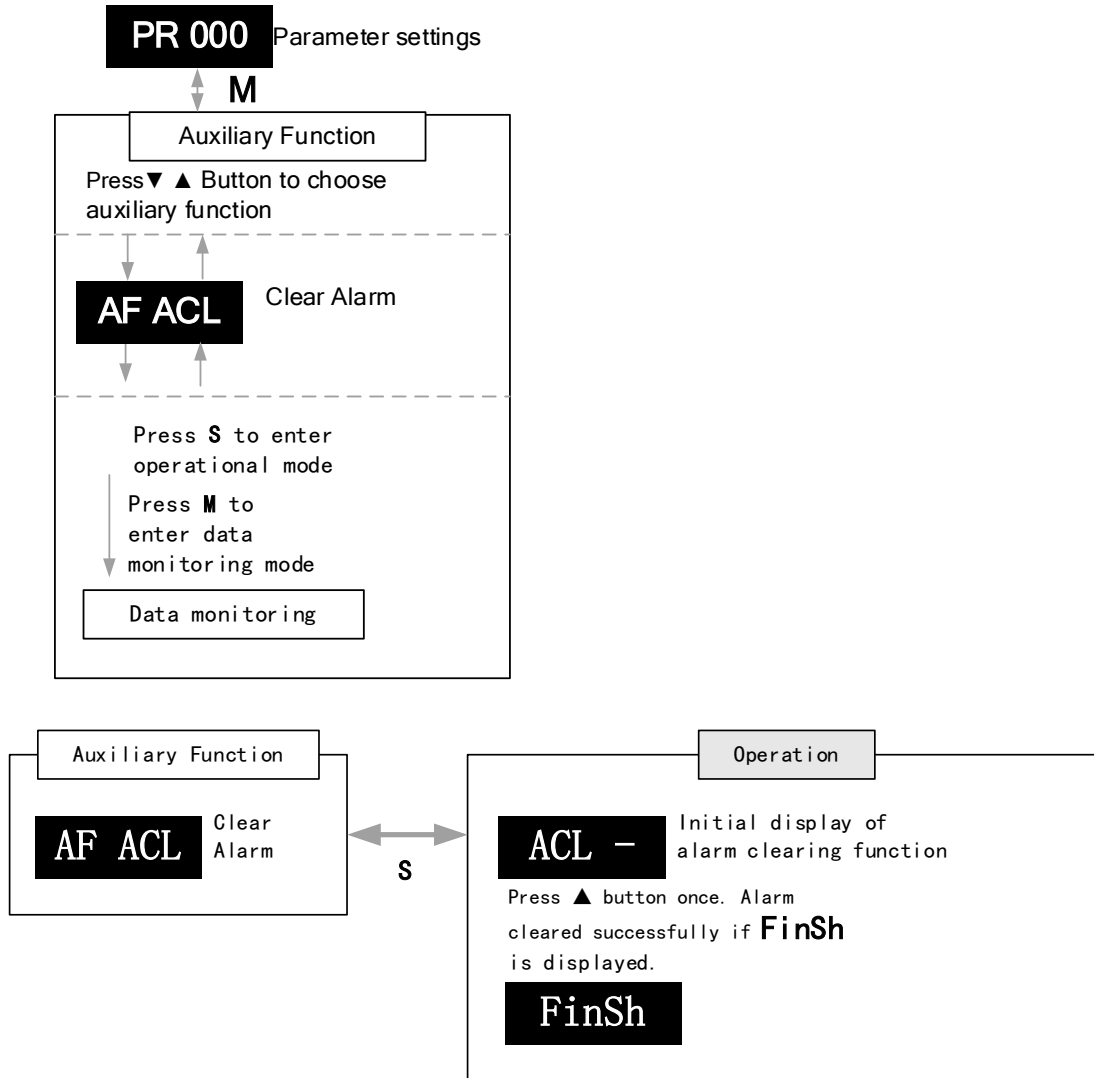 PR 000 Parameter settings
M
Auxiliary Function
Press▼ ▲ Button to choose
auxiliary function
AF ACL
Clear Alarm
Press S to enter
operational mode
Press M to
enter data
monitoring mode
Data monitoring
Auxiliary Function
AF ACL
Clear
Alarm
S
Operation
ACL –
Initial display of
alarm clearing function
Press ▲ button once. Alarm
cleared successfully if FinSh
is displayed.
FinSh